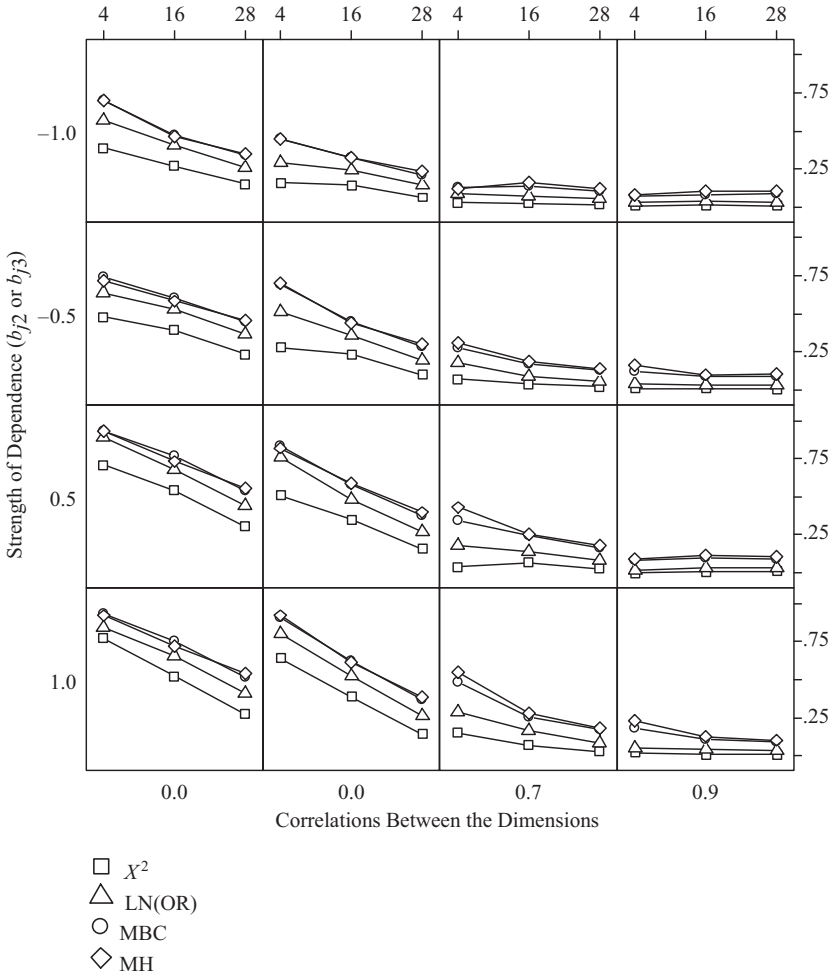 4 16 28 4 16 28 4 16 28 4 16 28
−1.0 .75
.25
−0.5 .75
.25
0.5 .75
.25
1.0 .75
.25
Strength of Dependence (bj2 or bj3)
0.0 0.0 0.7 0.9
Correlations Between the Dimensions
X²
LN(OR)
MBC
MH